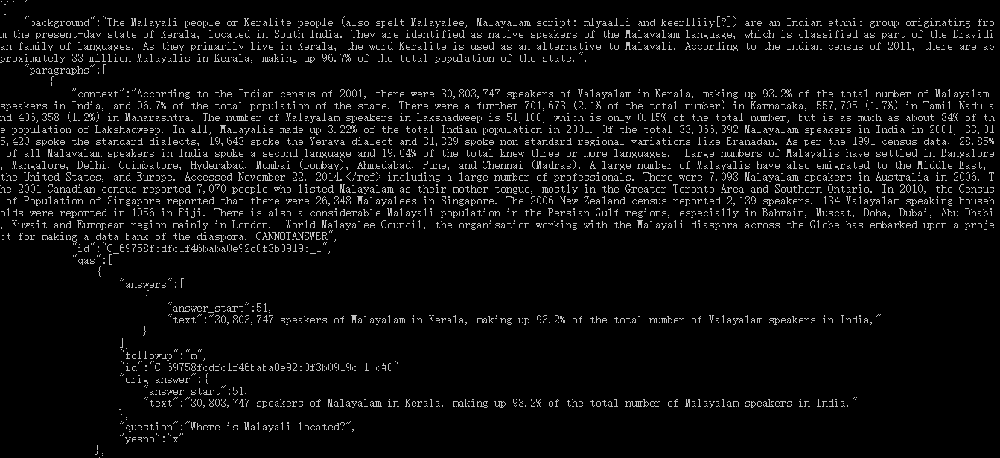 ... ,
{
"background":"The Malayali people or Keralite people (also spelt Malayalee, Malayalam script: mlyaalli and keerlliiy[?]) are an Indian ethnic group originating fro
m the present-day state of Kerala, located in South India. They are identified as native speakers of the Malayalam language, which is classified as part of the Dravidi
an family of languages. As they primarily live in Kerala, the word Keralite is used as an alternative to Malayali. According to the Indian census of 2011, there are ap
proximately 33 million Malayalis in Kerala, making up 96.7% of the total population of the state.",
"paragraphs":[
{
"context":"According to the Indian census of 2001, there were 30,803,747 speakers of Malayalam in Kerala, making up 93.2% of the total number of Malayalam
speakers in India, and 96.7% of the total population of the state. There were a further 701,673 (2.1% of the total number) in Karnataka, 557,705 (1.7%) in Tamil Nadu a
nd 406,358 (1.2%) in Maharashtra. The number of Malayalam speakers in Lakshadweep is 51,100, which is only 0.15% of the total number, but is as much as about 84% of th
e population of Lakshadweep. In all, Malayalis made up 3.22% of the total Indian population in 2001. Of the total 33,066,392 Malayalam speakers in India in 2001, 33,01
5,420 spoke the standard dialects, 19,643 spoke the Yerava dialect and 31,329 spoke non-standard regional variations like Eranadan. As per the 1991 census data, 28.85%
of all Malayalam speakers in India spoke a second language and 19.64% of the total knew three or more languages.  Large numbers of Malayalis have settled in Bangalore
, Mangalore, Delhi, Coimbatore, Hyderabad, Mumbai (Bombay), Ahmedabad, Pune, and Chennai (Madras). A large number of Malayalis have also emigrated to the Middle East,
the United States, and Europe. Accessed November 22, 2014.</ref> including a large number of professionals. There were 7,093 Malayalam speakers in Australia in 2006. T
he 2001 Canadian census reported 7,070 people who listed Malayalam as their mother tongue, mostly in the Greater Toronto Area and Southern Ontario. In 2010, the Census
of Population of Singapore reported that there were 26,348 Malayalees in Singapore. The 2006 New Zealand census reported 2,139 speakers. 134 Malayalam speaking househ
olds were reported in 1956 in Fiji. There is also a considerable Malayali population in the Persian Gulf regions, especially in Bahrain, Muscat, Doha, Dubai, Abu Dhabi
, Kuwait and European region mainly in London.  World Malayalee Council, the organisation working with the Malayali diaspora across the Globe has embarked upon a proje
ct for making a data bank of the diaspora. CANNOTANSWER",
"id":"C_69758fcdfc1f46baba0e92c0f3b0919c_1",
"qas":[
{
"answers":[
{
"answer_start":51,
"text":"30,803,747 speakers of Malayalam in Kerala, making up 93.2% of the total number of Malayalam speakers in India,"
}
],
"followup":"m",
"id":"C_69758fcdfc1f46baba0e92c0f3b0919c_1_q#0",
"orig_answer":{
"answer_start":51,
"text":"30,803,747 speakers of Malayalam in Kerala, making up 93.2% of the total number of Malayalam speakers in India,"
},
"question":"Where is Malayali located?",
"yesno":"x"
},